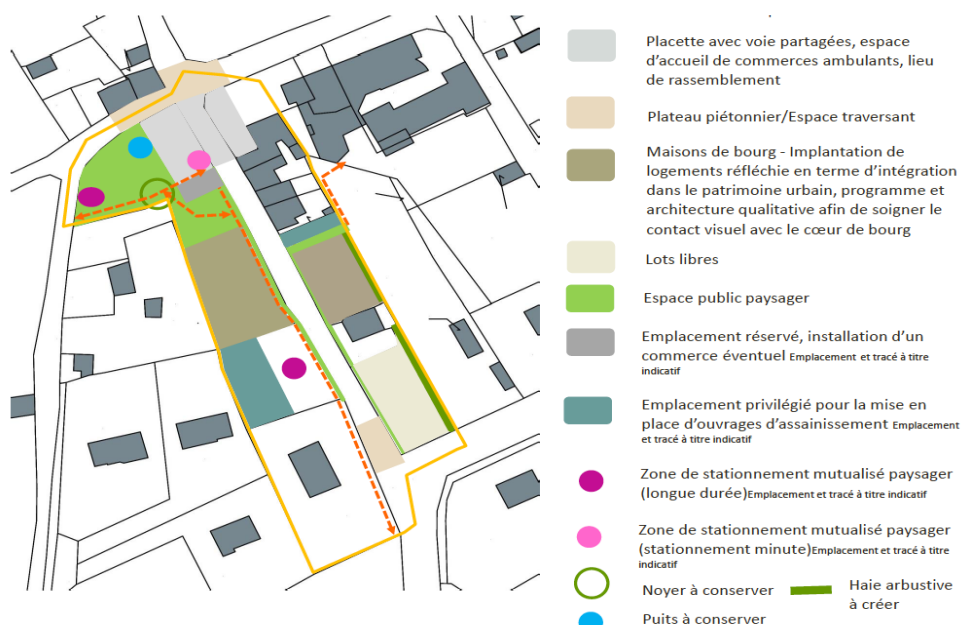 Placette avec voie partagées, espace
d'accueil de commerces ambulants, lieu
de rassemblement
Plateau piétonnier/Espace traversant
Maisons de bourg - Implantation de
logements réfléchie en terme d'intégration
dans le patrimoine urbain, programme et
architecture qualitative afin de soigner le
contact visuel avec le cœur de bourg
Lots libres
Espace public paysager
Emplacement réservé, installation d'un
commerce éventuel Emplacement et tracé à titre
indicatif
Emplacement privilégié pour la mise en
place d'ouvrages d'assainissement Emplacement
et tracé à titre indicatif
Zone de stationnement mutualisé paysager
(longue durée)Emplacement et tracé à titre indicatif
Zone de stationnement mutualisé paysager
(stationnement minute)Emplacement et tracé à titre
indicatif
Noyer à conserver
Haie arbustive
à créer
Puits à conserver